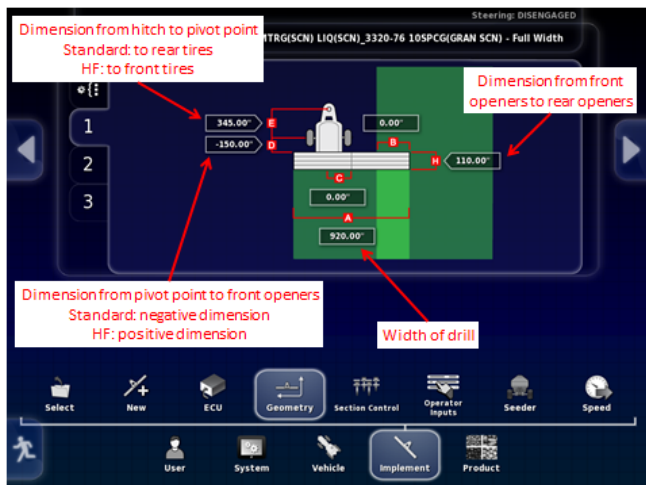 Steering: DISENGAGED
Dimension from hitch to pivot point
Standard: to rear tires
HF: to front tires
MTRG(SCN) LIQ(SCN)_3320-76 10SPCG(GRAN SCN) - Full Width
Dimension from front
openers to rear openers
1
2
3
345.00"
E
0.00"
-150.00"
D
B
H
110.00"
C
0.00"
A
920.00"
Dimension from pivot point to front openers
Standard: negative dimension
HF: positive dimension
Width of drill
Select
New
ECU
Geometry
Section Control
Operator
Inputs
Seeder
Speed
User
System
Vehicle
Implement
Product